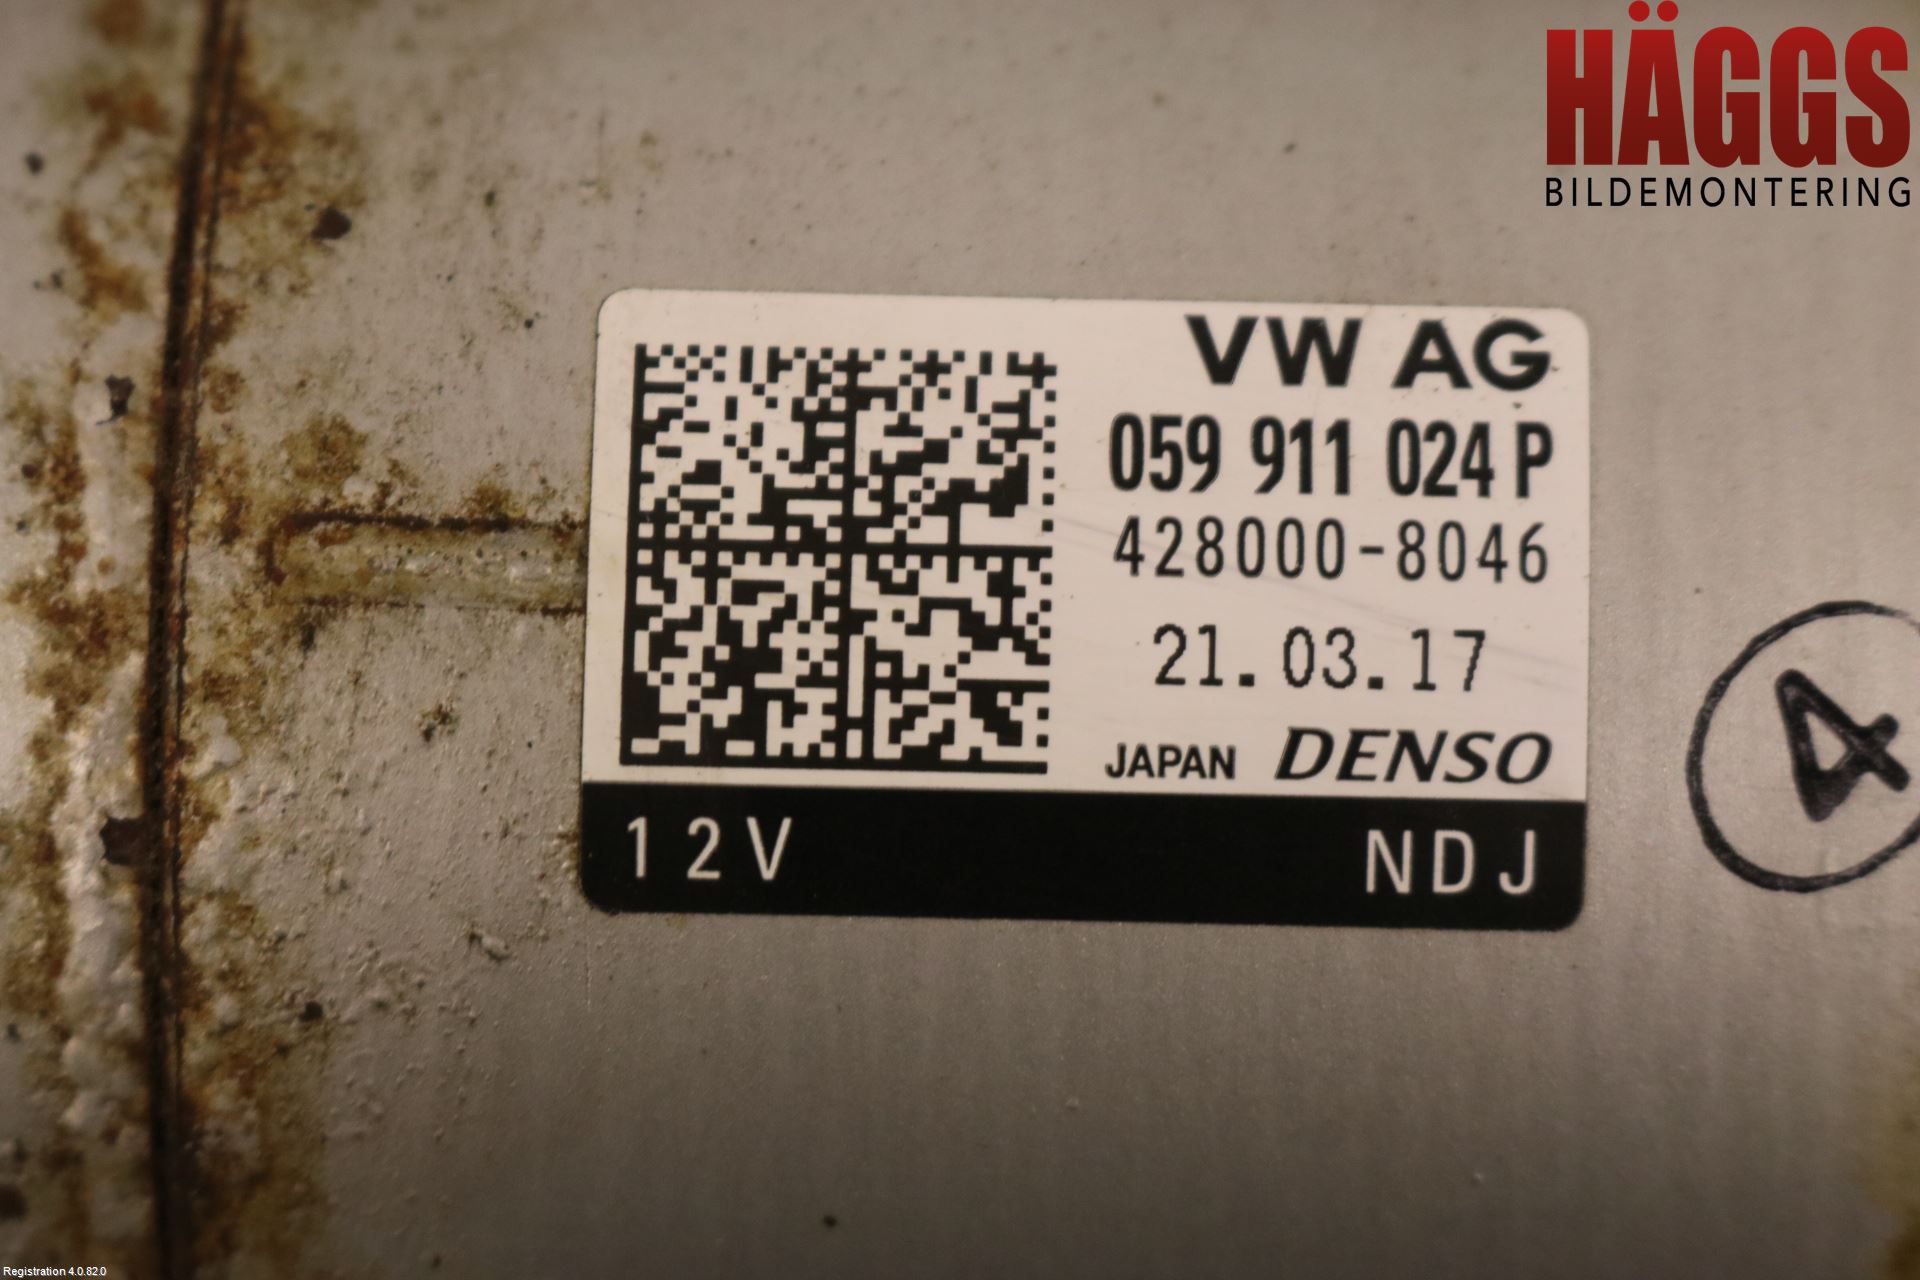 HÄGGS
BILDEMONTERING
VW AG
059 911 024 P
428000-8046
21.03.17
JAPAN DENSO
12V NDJ
4
Registration 4.0.82.0